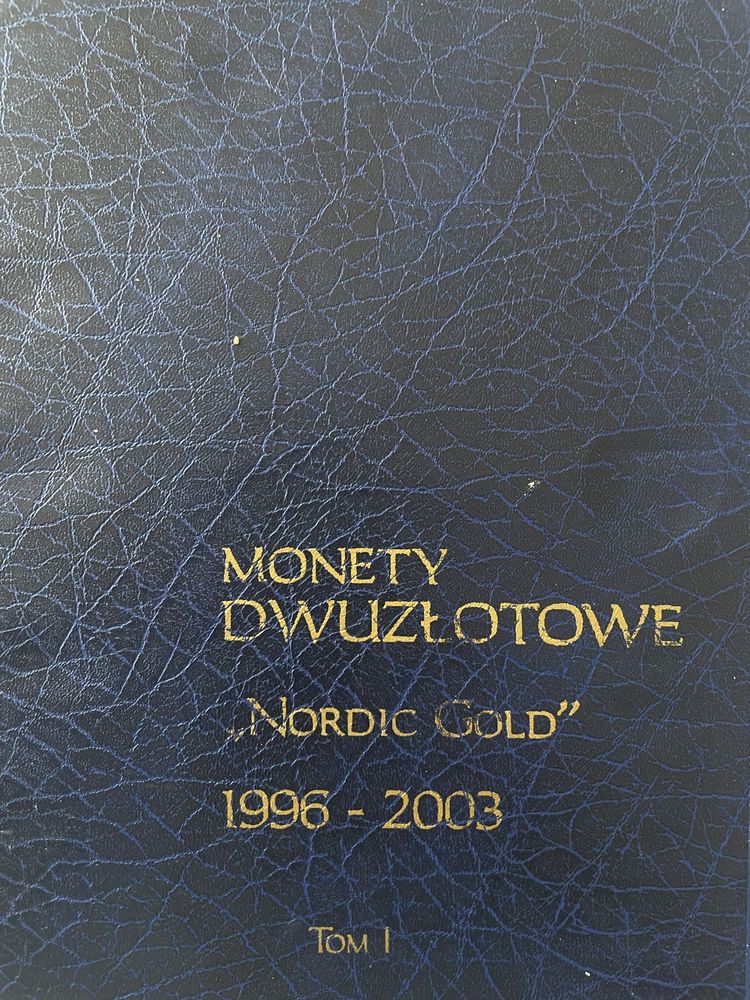 MONETY
DWUZŁOTOWE
„NORDIC GOLD”
1996 - 2003
TOM I